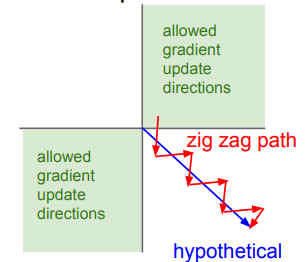 allowed
gradient
update
directions
zig zag path
allowed
gradient
update
directions
hypothetical